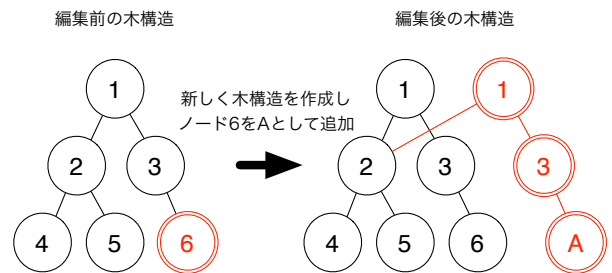 編集前の木構造
編集後の木構造
新しく木構造を作成し
ノード6をAとして追加
1
2 3
4 5 6
1 1
2 3 3
4 5 6 A